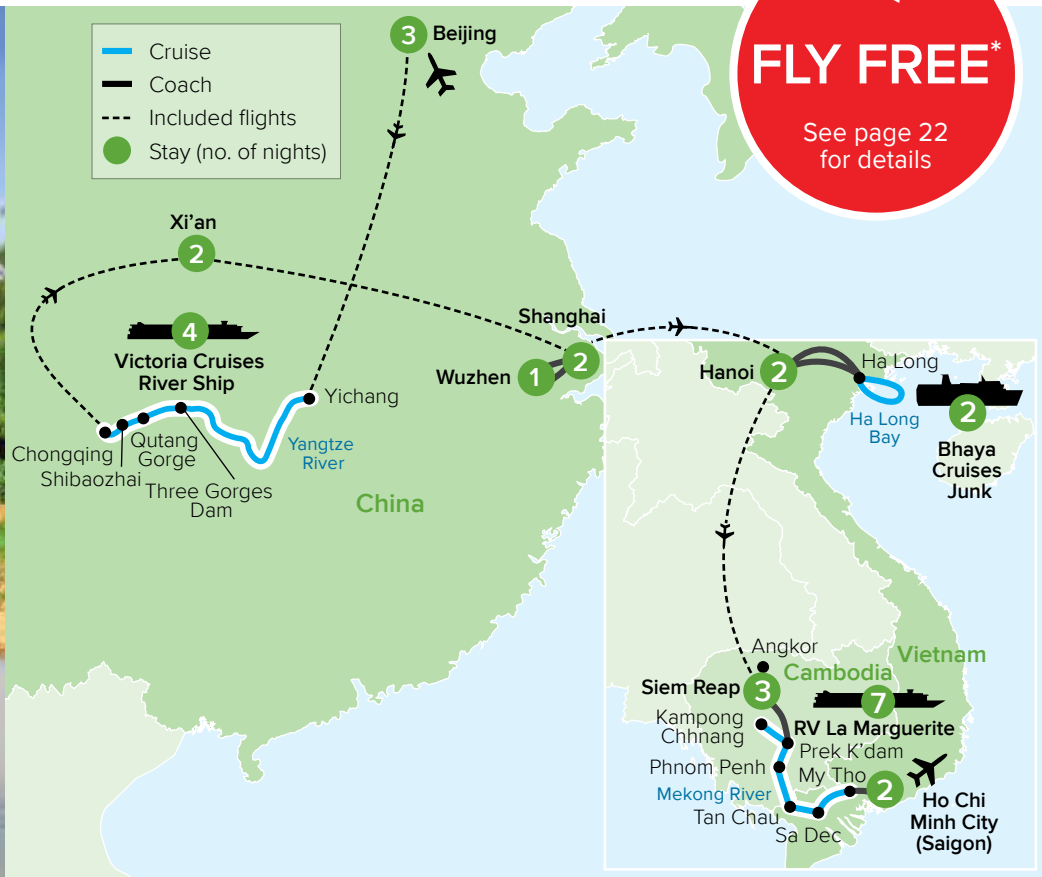 Cruise
Coach
Included flights
Stay (no. of nights)
3 Beijing
FLY FREE*
See page 22
for details
Xi'an
2
4
Victoria Cruises
River Ship
Shanghai
2
Wuzhen 1
Yichang
Chongqing
Shibaozhai
Qutang
Gorge
Three Gorges
Dam
Yangtze
River
China
Hanoi 2
Ha Long
Ha Long
Bay
2
Bhaya
Cruises
Junk
Angkor
Siem Reap 3
Cambodia
Vietnam
7
RV La Marguerite
Kampong
Chhnang
Prek K'dam
Phnom Penh
My Tho
Mekong River
Tan Chau
Sa Dec
2
Ho Chi
Minh City
(Saigon)